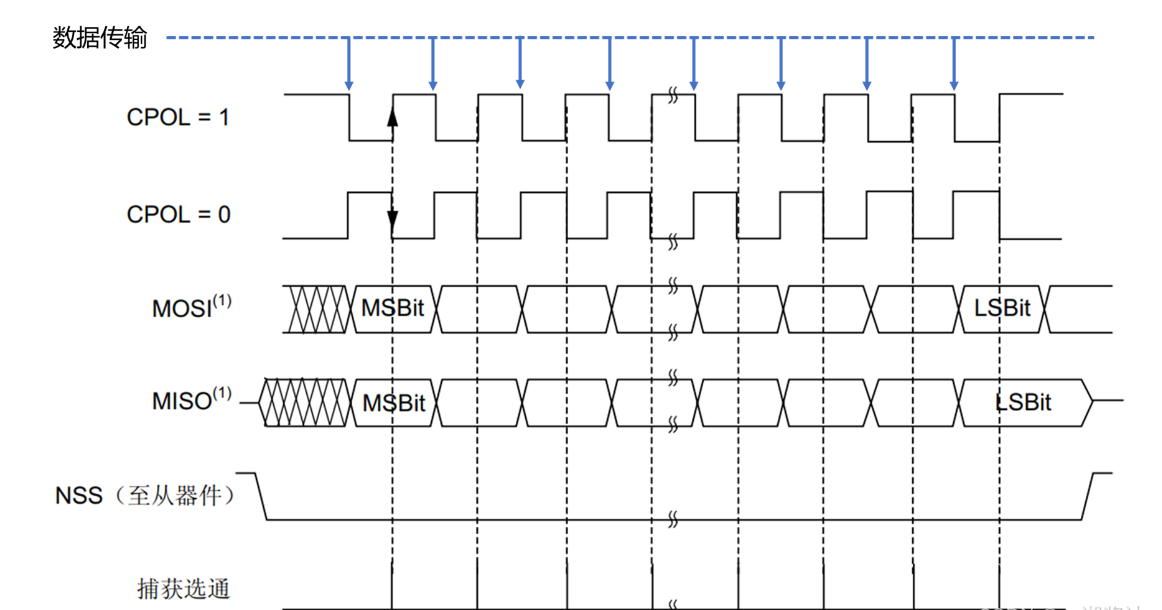 数据传输
CPOL = 1
CPOL = 0
MOSI(1) MSBit LSBit
MISO(1) MSBit LSBit
NSS（至从器件）
捕获选通